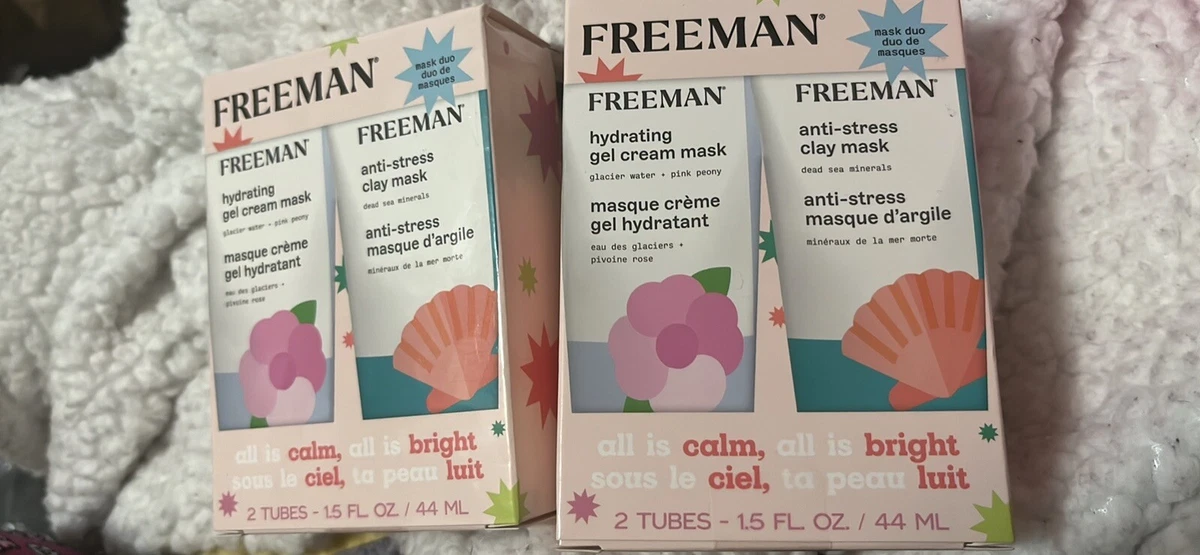 FREEMAN®
mask duo
duo de
masques
FREEMAN®
hydrating
gel cream mask
glacier water + pink peony
masque crème
gel hydratant
eau des glaciers +
pivoine rose
FREEMAN®
anti-stress
clay mask
dead sea minerals
anti-stress
masque d'argile
minéraux de la mer morte
all is calm, all is bright
sous le ciel, ta peau luit
2 TUBES - 1.5 FL. OZ. / 44 ML
FREEMAN®
mask duo
duo de
masques
FREEMAN®
hydrating
gel cream mask
glacier water + pink peony
masque crème
gel hydratant
eau des glaciers +
pivoine rose
FREEMAN®
anti-stress
clay mask
dead sea minerals
anti-stress
masque d'argile
minéraux de la mer morte
all is calm, all is bright
sous le ciel, ta peau luit
2 TUBES - 1.5 FL. OZ. / 44 ML